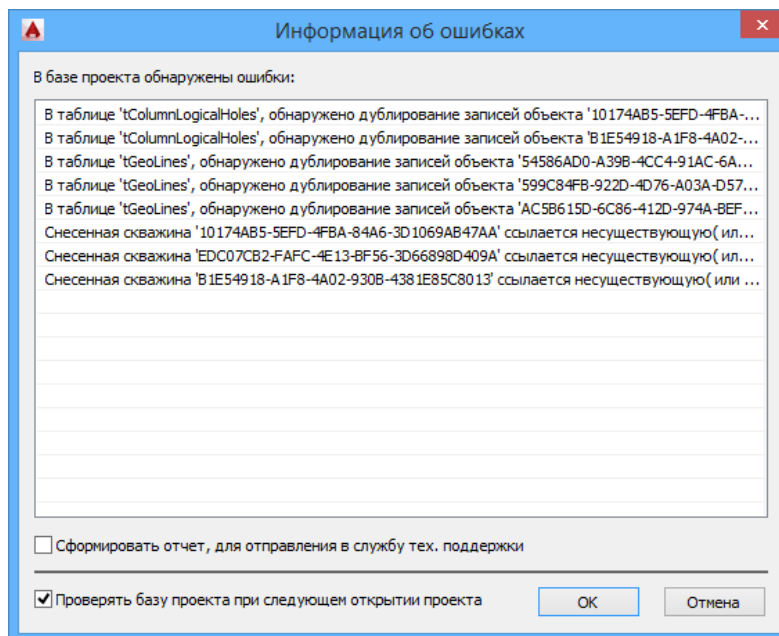 Информация об ошибках
В базе проекта обнаружены ошибки:
В таблице 'tColumnLogicalHoles', обнаружено дублирование записей объекта '10174AB5-5EFD-4FBA-...
В таблице 'tColumnLogicalHoles', обнаружено дублирование записей объекта 'B1E54918-A1F8-4A02-...
В таблице 'tGeoLines', обнаружено дублирование записей объекта '54586AD0-A39B-4CC4-91AC-6A...
В таблице 'tGeoLines', обнаружено дублирование записей объекта '599C84FB-922D-4D76-A03A-D57...
В таблице 'tGeoLines', обнаружено дублирование записей объекта 'AC5B615D-6C86-412D-974A-BEF...
Снесенная скважина '10174AB5-5EFD-4FBA-84A6-3D1069AB47AA' ссылается несуществующую( ил...
Снесенная скважина 'EDC07CB2-FAFC-4E13-BF56-3D66898D409A' ссылается несуществующую( ил...
Снесенная скважина 'B1E54918-A1F8-4A02-930B-4381E85C8013' ссылается несуществующую( или ...
Сформировать отчет, для отправления в службу тех. поддержки
Проверять базу проекта при следующем открытии проекта
OK
Отмена